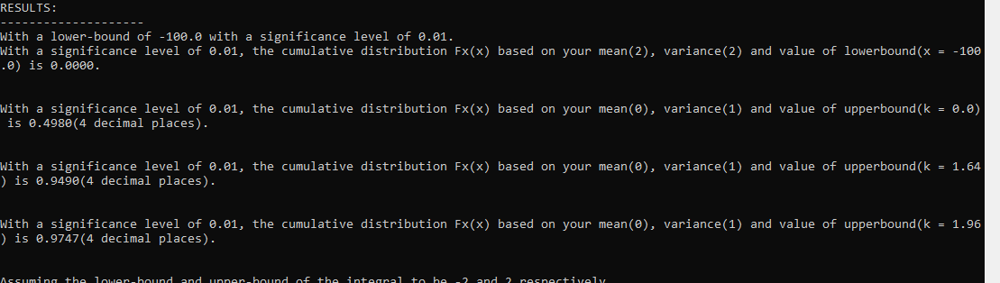 RESULTS:
--------------------
With a lower-bound of -100.0 with a significance level of 0.01.
With a significance level of 0.01, the cumulative distribution Fx(x) based on your mean(2), variance(2) and value of lowerbound(x = -100
.0) is 0.0000.
With a significance level of 0.01, the cumulative distribution Fx(x) based on your mean(0), variance(1) and value of upperbound(k = 0.0)
is 0.4980(4 decimal places).
With a significance level of 0.01, the cumulative distribution Fx(x) based on your mean(0), variance(1) and value of upperbound(k = 1.64
) is 0.9490(4 decimal places).
With a significance level of 0.01, the cumulative distribution Fx(x) based on your mean(0), variance(1) and value of upperbound(k = 1.96
) is 0.9747(4 decimal places).
Assuming the lower-bound and upper-bound of the integral to be -2 and 2 respectively